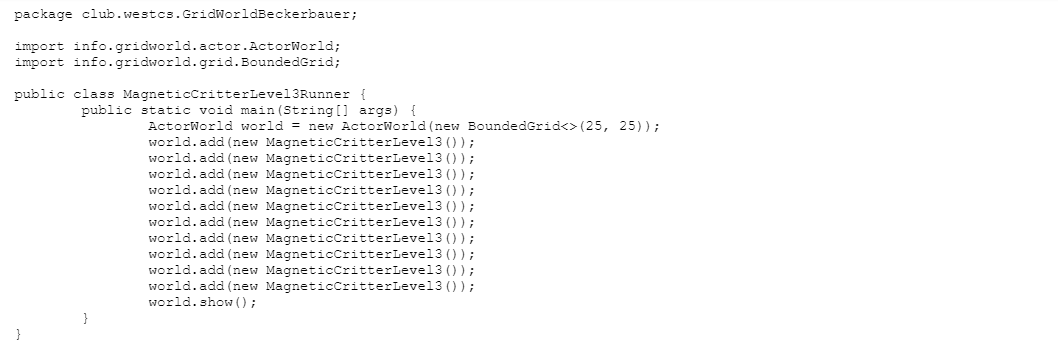 package club.westcs.GridWorldBeckerbauer;

import info.gridworld.actor.ActorWorld;
import info.gridworld.grid.BoundedGrid;

public class MagneticCritterLevel3Runner {
        public static void main(String[] args) {
                ActorWorld world = new ActorWorld(new BoundedGrid<>(25, 25));
                world.add(new MagneticCritterLevel3());
                world.add(new MagneticCritterLevel3());
                world.add(new MagneticCritterLevel3());
                world.add(new MagneticCritterLevel3());
                world.add(new MagneticCritterLevel3());
                world.add(new MagneticCritterLevel3());
                world.add(new MagneticCritterLevel3());
                world.add(new MagneticCritterLevel3());
                world.add(new MagneticCritterLevel3());
                world.add(new MagneticCritterLevel3());
                world.show();
        }
}